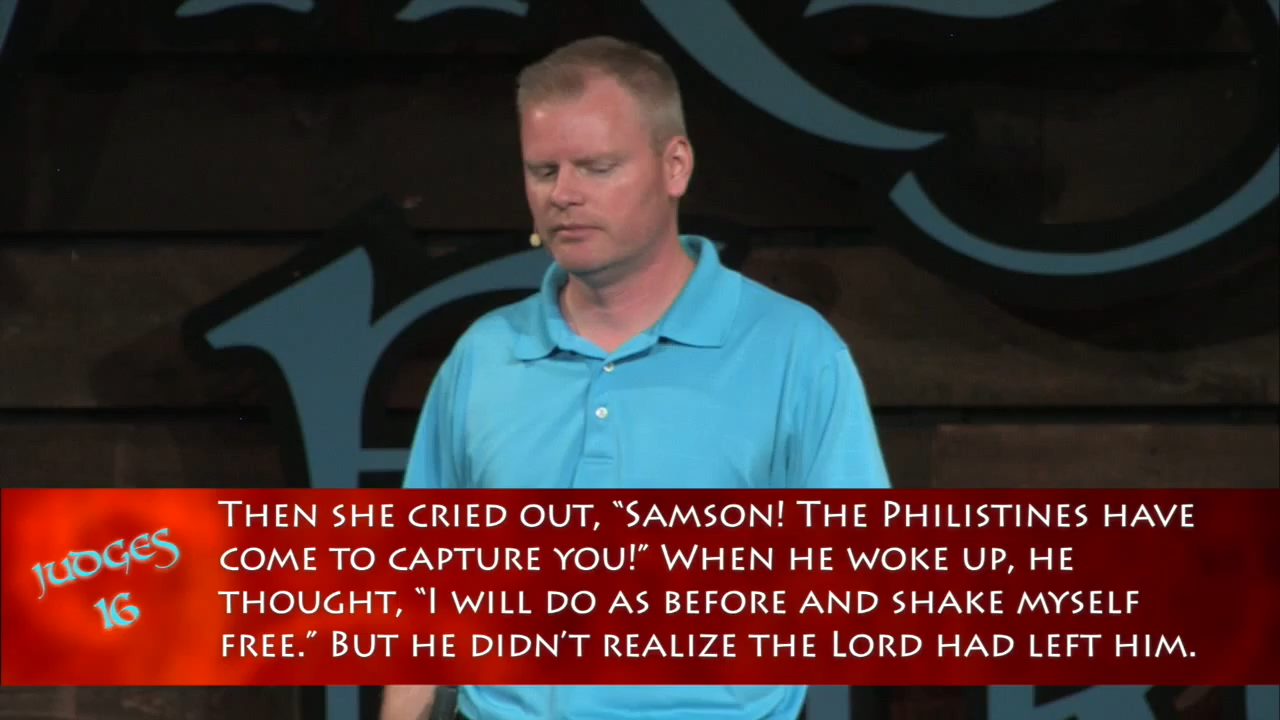 JUDGES
16
THEN SHE CRIED OUT, “SAMSON! THE PHILISTINES HAVE
COME TO CAPTURE YOU!” WHEN HE WOKE UP, HE
THOUGHT, “I WILL DO AS BEFORE AND SHAKE MYSELF
FREE.” BUT HE DIDN’T REALIZE THE LORD HAD LEFT HIM.